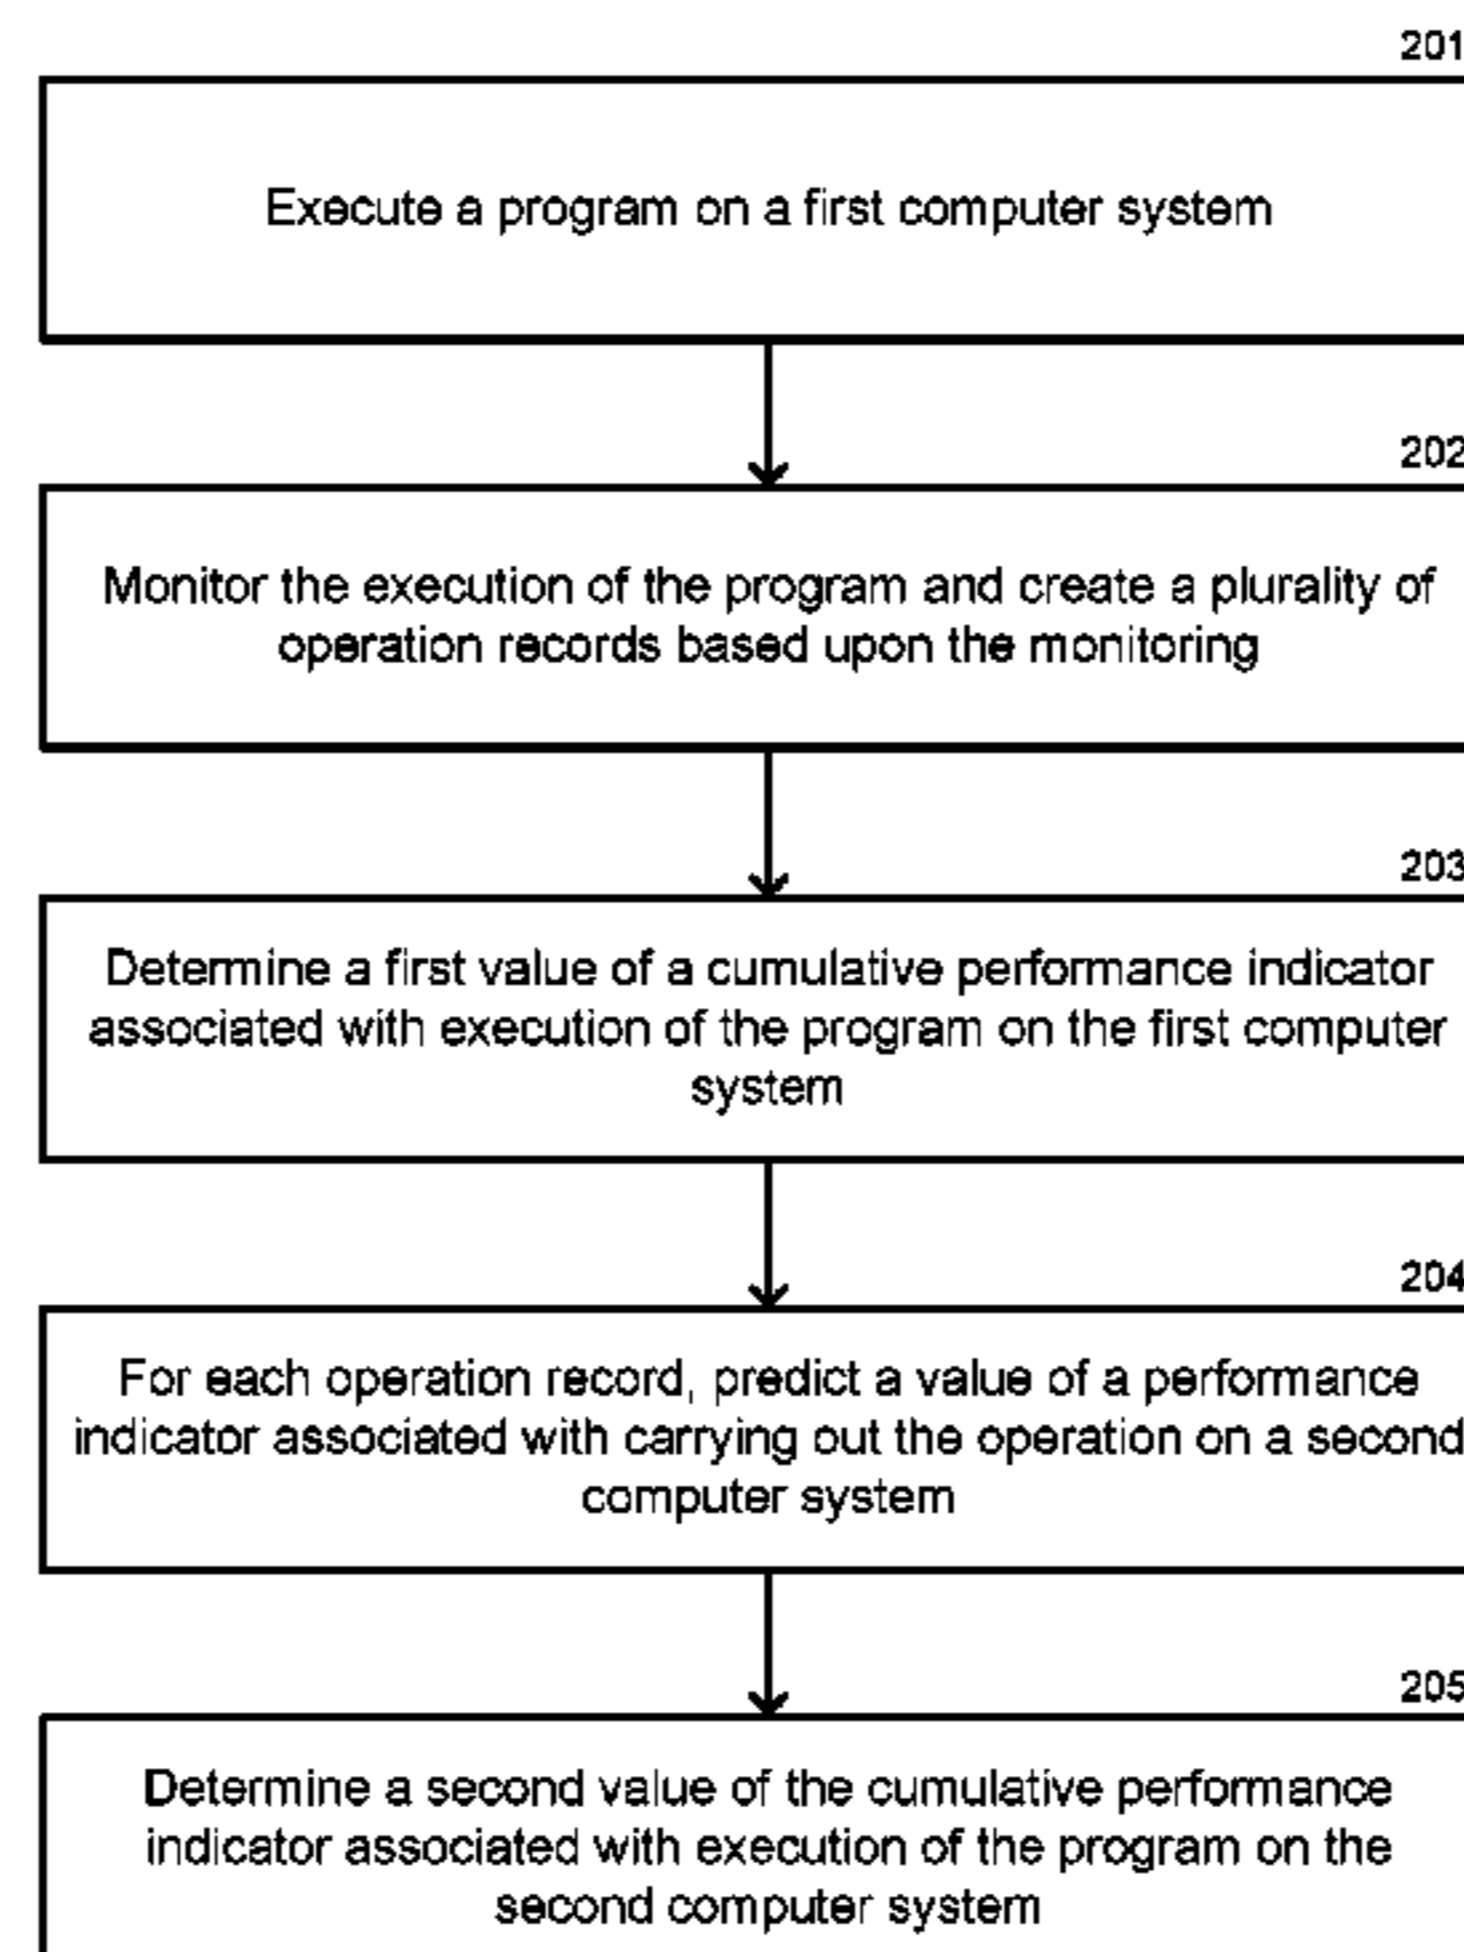 201
Execute a program on a first computer system
202
Monitor the execution of the program and create a plurality of
operation records based upon the monitoring
203
Determine a first value of a cumulative performance indicator
associated with execution of the program on the first computer
system
204
For each operation record, predict a value of a performance
indicator associated with carrying out the operation on a second
computer system
205
Determine a second value of the cumulative performance
indicator associated with execution of the program on the
second computer system